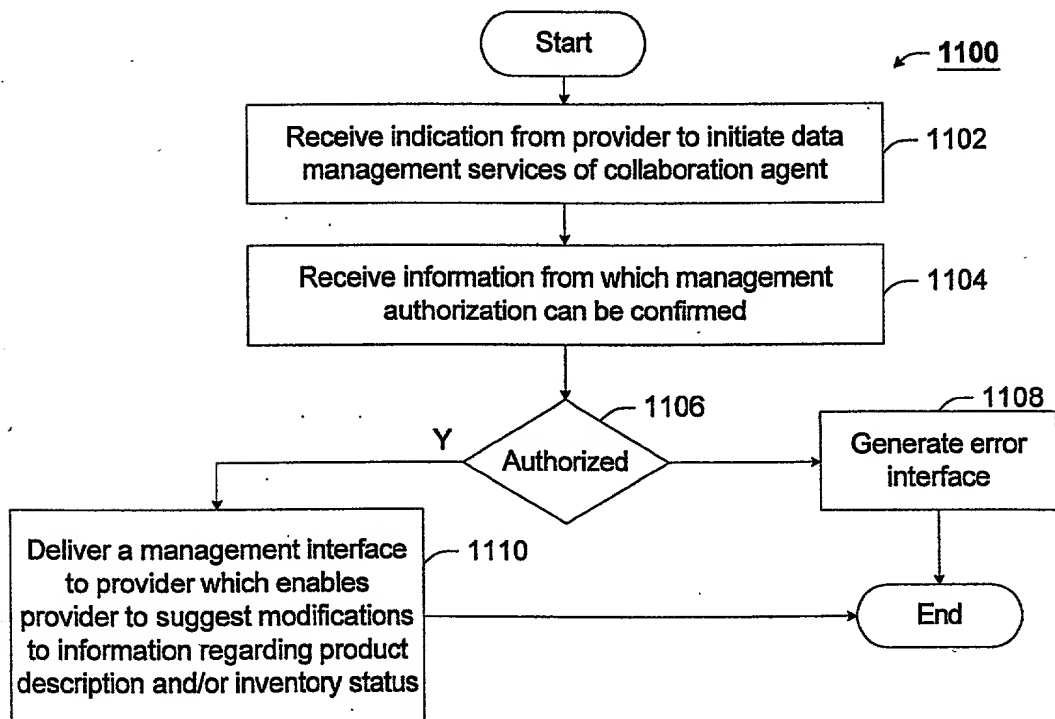 Start
1100
Receive indication from provider to initiate data
management services of collaboration agent
1102
Receive information from which management
authorization can be confirmed
1104
1106
1108
Y
Authorized
Generate error
interface
Deliver a management interface
to provider which enables
provider to suggest modifications
to information regarding product
description and/or inventory status
1110
End